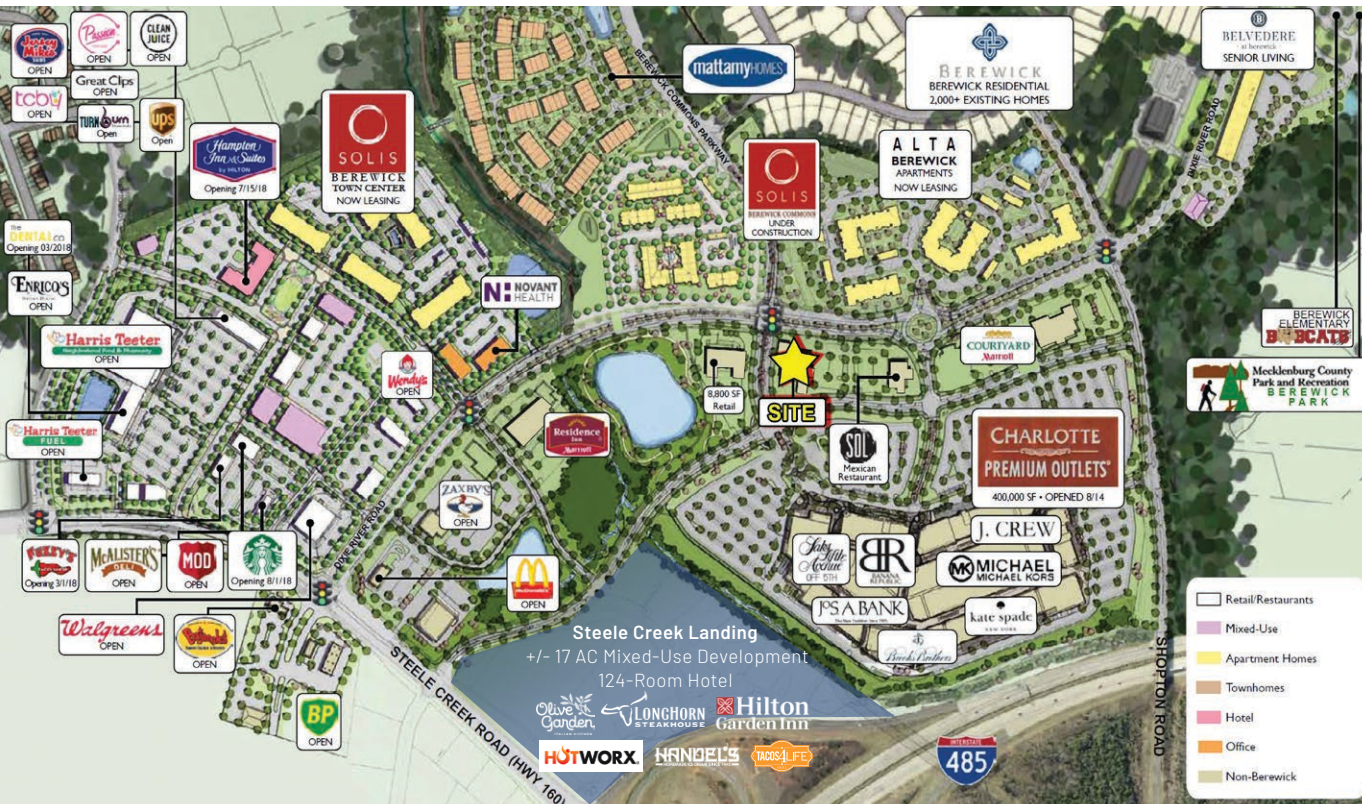 Jersey Mike's SUBS
OPEN
Passion
OPEN
CLEAN JUICE
OPEN
Great Clips
OPEN
tcby
OPEN
TURN
Open
ups
Open
Hampton
Inn & Suites
by HILTON
Opening 7/15/18
SOLIS
BEREWICK
TOWN CENTER
NOW LEASING
mattamyHOMES
BEREWICK COMMONS PARKWAY
BEREWICK
BEREWICK RESIDENTIAL
2,000+ EXISTING HOMES
B
BELVEDERE
at berewick
SENIOR LIVING
DIXIE RIVER ROAD
SOLIS
BEREWICK COMMONS
UNDER
CONSTRUCTION
ALTA
BEREWICK
APARTMENTS
NOW LEASING
The
DENTAL CO
Opening 03/2018
ENRICO'S
OPEN
Harris Teeter
Neighborhood Food & Pharmacy
OPEN
Harris Teeter
FUEL
OPEN
N NOVANT
HEALTH
Wendy's
OPEN
Residence
Inn
Marriott
8,800 SF
Retail
SITE
COURTYARD
Marriott
SOL
Mexican
Restaurant
CHARLOTTE
PREMIUM OUTLETS®
400,000 SF • OPENED 8/14
BEREWICK
ELEMENTARY
BOBCATS
Mecklenburg County
Park and Recreation
BEREWICK
PARK
ZAXBY'S
OPEN
DIXIE RIVER ROAD
Opening 3/1/18
McALISTER'S
DELI
OPEN
MOD
OPEN
Opening 8/1/18
Walgreens
OPEN
Bojangles
OPEN
BP
OPEN
McDonald's
OPEN
Saks
Fifth
Avenue
OFF 5TH
BR
BANANA
REPUBLIC
J.CREW
MK MICHAEL
MICHAEL KORS
JOS A BANK
kate spade
NEW YORK
Brooks Brothers
Steele Creek Landing
+/- 17 AC Mixed-Use Development
124-Room Hotel
Olive
Garden
ITALIAN KITCHEN
LONGHORN
STEAKHOUSE
Hilton
Garden Inn
HOTWORX.
HANDEL'S
TACOS 4 LIFE
STEELE CREEK ROAD (HWY 160)
INTERSTATE
485
SHOPTON ROAD
Retail/Restaurants
Mixed-Use
Apartment Homes
Townhomes
Hotel
Office
Non-Berewick